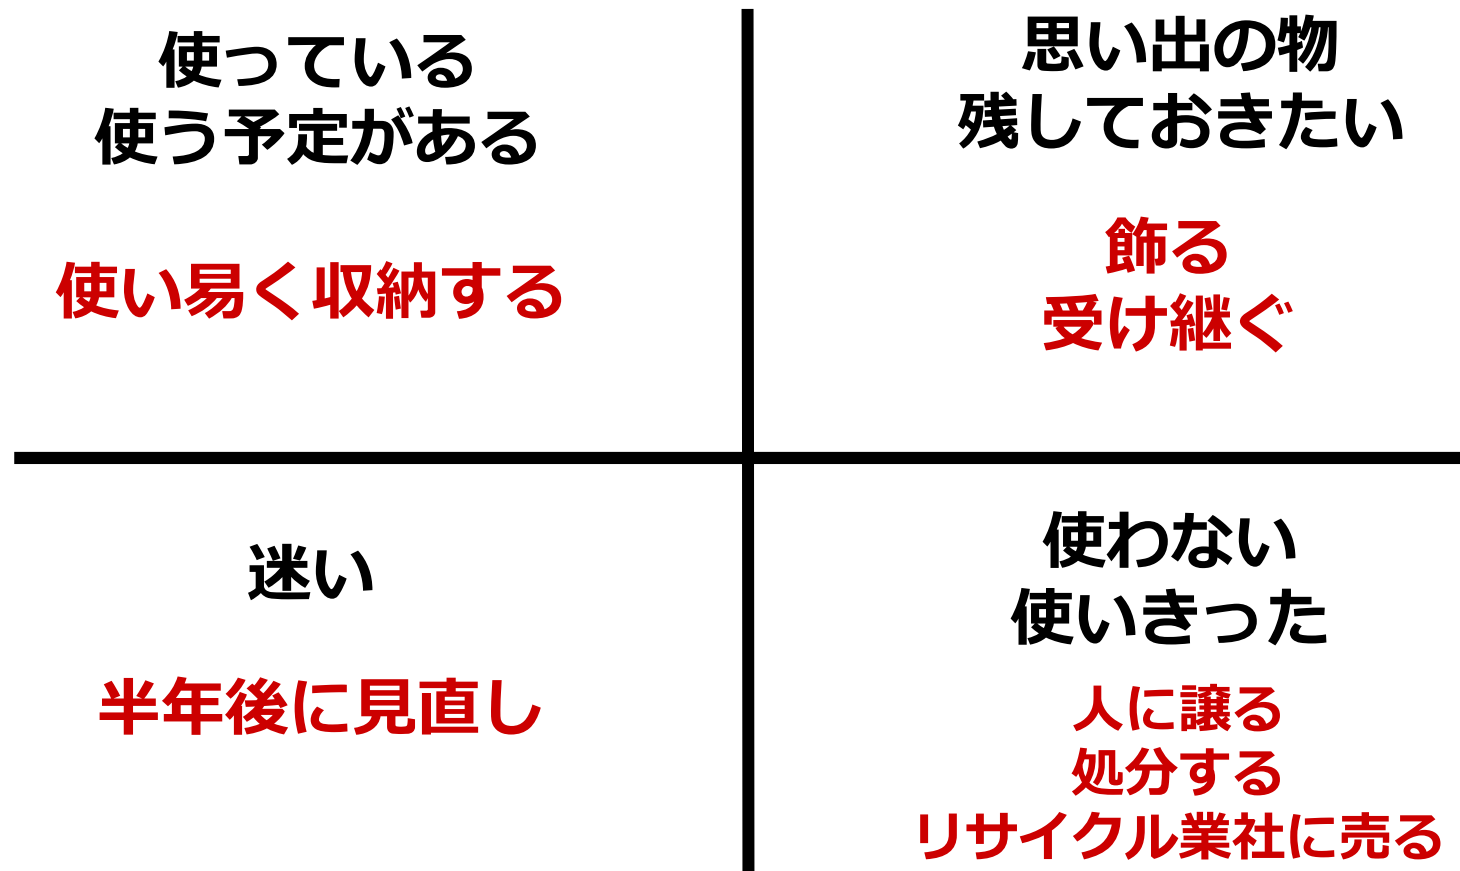 使っている
使う予定がある
使い易く収納する
思い出の物
残しておきたい
飾る
受け継ぐ
迷い
半年後に見直し
使わない
使いきった
人に譲る
処分する
リサイクル業社に売る